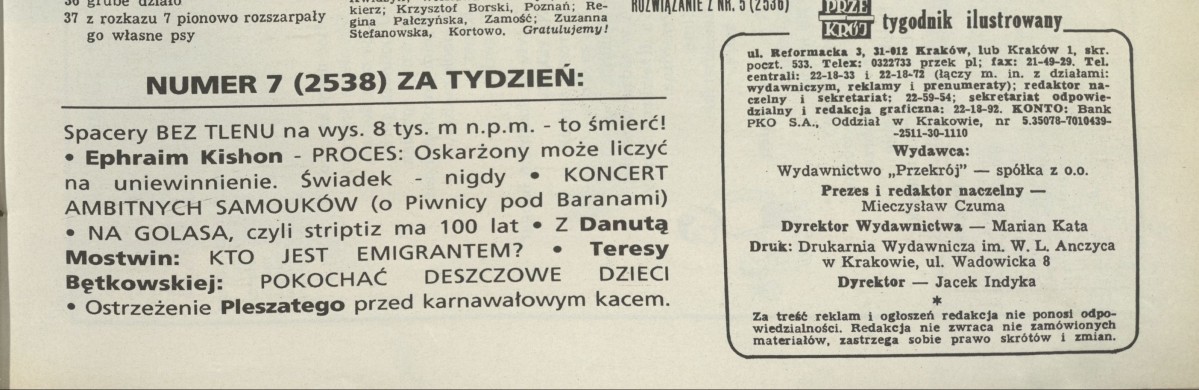 36 grube działo
37 z rozkazu 7 pionowo rozszarpały
go własne psy
kierz; Krzysztof Borski, Poznań; Re-
gina Pałczyńska, Zamość; Zuzanna
Stefanowska, Kortowo. Gratulujemy!
ROZWIĄZANIE Z NR. 5 (2536)
NUMER 7 (2538) ZA TYDZIEŃ:
Spacery BEZ TLENU na wys. 8 tys. m n.p.m. - to śmierć!
• Ephraim Kishon - PROCES: Oskarżony może liczyć
na uniewinnienie. Świadek - nigdy • KONCERT
AMBITNYCH SAMOUKÓW (o Piwnicy pod Baranami)
• NA GOLASA, czyli striptiz ma 100 lat • Z Danutą
Mostwin: KTO JEST EMIGRANTEM? • Teresy
Bętkowskiej: POKOCHAĆ DESZCZOWE DZIECI
• Ostrzeżenie Pleszatego przed karnawałowym kacem.
PRZE
KRÓJ tygodnik ilustrowany
ul. Reformacka 3, 31-012 Kraków, lub Kraków 1, skr.
poczt. 533. Telex: 0322733 przek pl; fax: 21-49-29. Tel.
centrali: 22-18-33 i 22-18-72 (łączy m. in. z działami:
wydawniczym, reklamy i prenumeraty); redaktor na-
czelny i sekretariat: 22-59-54; sekretariat odpowie-
dzialny i redakcja graficzna: 22-18-92. KONTO: Bank
PKO S.A., Oddział w Krakowie, nr 5.35078-7010439-
-2511-30-1110
Wydawca:
Wydawnictwo „Przekrój” — spółka z o.o.
Prezes i redaktor naczelny —
Mieczysław Czuma
Dyrektor Wydawnictwa — Marian Kata
Druk: Drukarnia Wydawnicza im. W. L. Anczyca
w Krakowie, ul. Wadowicka 8
Dyrektor — Jacek Indyka
*
Za treść reklam i ogłoszeń redakcja nie ponosi odpo-
wiedzialności. Redakcja nie zwraca nie zamówionych
materiałów, zastrzega sobie prawo skrótów i zmian.